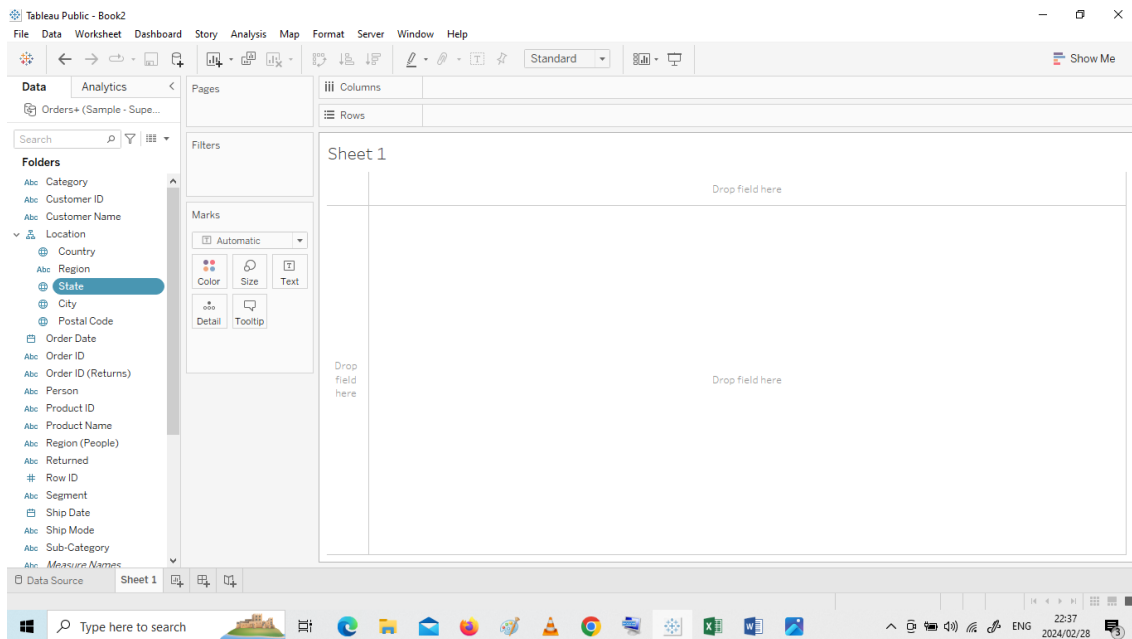 Tableau Public - Book2
File Data Worksheet Dashboard Story Analysis Map Format Server Window Help
Standard
Show Me
Data Analytics
Orders+ (Sample - Supe...
Search
Folders
Abc Category
Abc Customer ID
Abc Customer Name
Location
Country
Abc Region
State
City
Postal Code
Order Date
Abc Order ID
Abc Order ID (Returns)
Abc Person
Abc Product ID
Abc Product Name
Abc Region (People)
Abc Returned
# Row ID
Abc Segment
Ship Date
Abc Ship Mode
Abc Sub-Category
Abc Measure Names
Pages
Filters
Marks
Automatic
Color Size Text
Detail Tooltip
Columns
Rows
Sheet 1
Drop field here
Drop
field
here
Drop field here
Data Source Sheet 1
Type here to search
ENG
22:37
2024/02/28
3